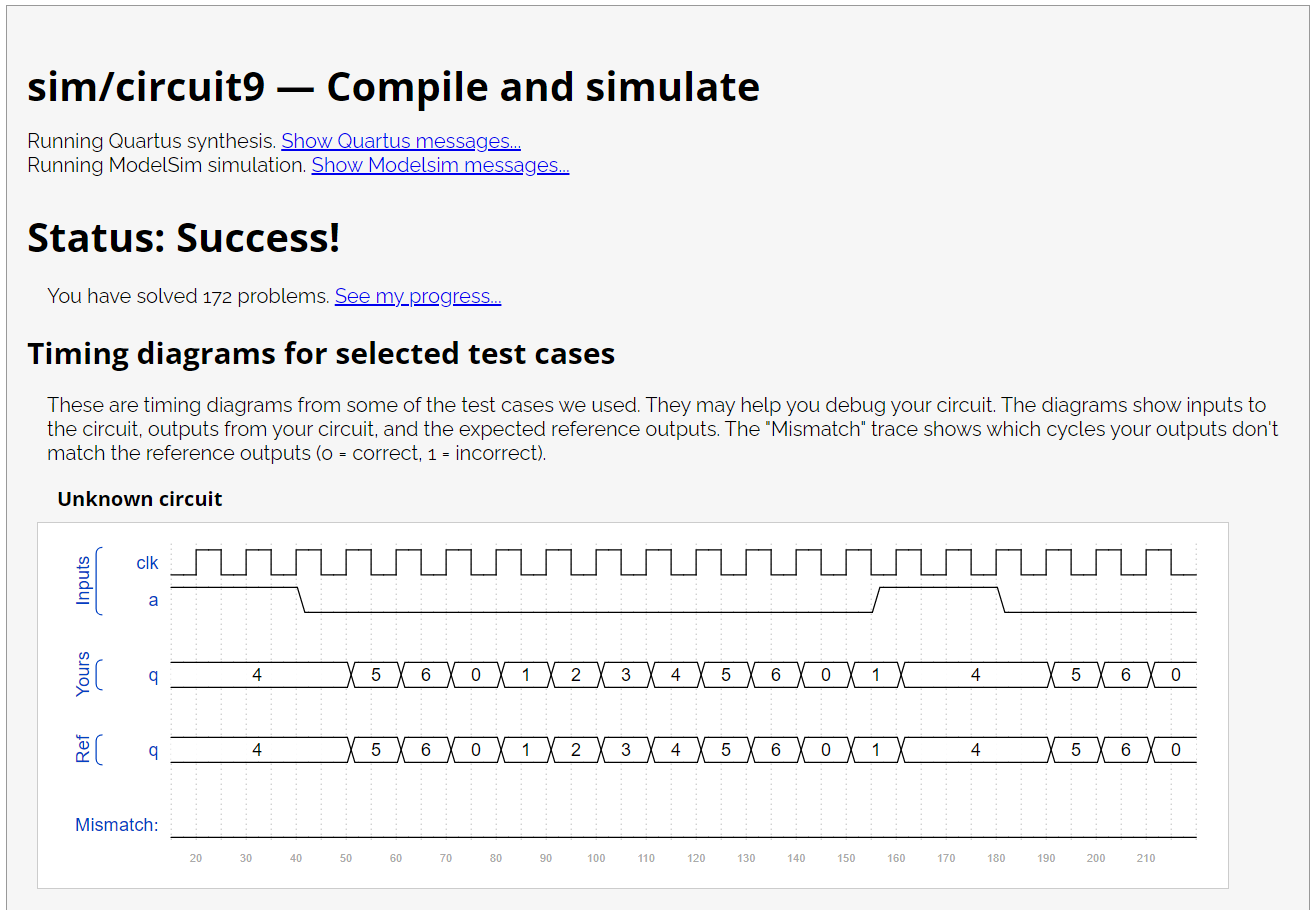 sim/circuit9 — Compile and simulate
Running Quartus synthesis. Show Quartus messages...
Running ModelSim simulation. Show Modelsim messages...
Status: Success!
You have solved 172 problems. See my progress...
Timing diagrams for selected test cases
These are timing diagrams from some of the test cases we used. They may help you debug your circuit. The diagrams show inputs to
the circuit, outputs from your circuit, and the expected reference outputs. The "Mismatch" trace shows which cycles your outputs don't
match the reference outputs (0 = correct, 1 = incorrect).
Unknown circuit
Inputs
clk
a
Yours
q 4 5 6 0 1 2 3 4 5 6 0 1 4 5 6 0
Ref
q 4 5 6 0 1 2 3 4 5 6 0 1 4 5 6 0
Mismatch:
20 30 40 50 60 70 80 90 100 110 120 130 140 150 160 170 180 190 200 210